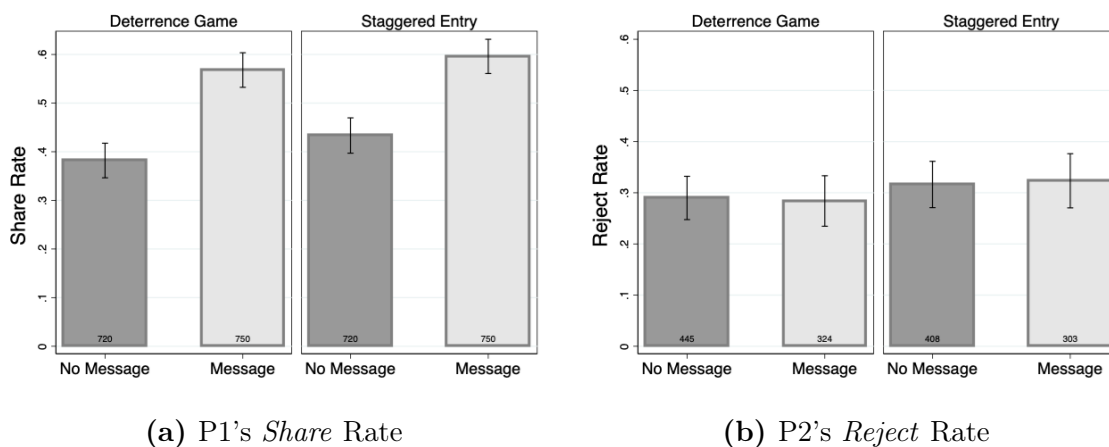 Deterrence Game
Staggered Entry
Share Rate
.6
.5
.4
.3
.2
.1
0
720
750
720
750
No Message
Message
No Message
Message
(a) P1's Share Rate
Deterrence Game
Staggered Entry
Reject Rate
.6
.5
.4
.3
.2
.1
0
445
324
408
303
No Message
Message
No Message
Message
(b) P2's Reject Rate